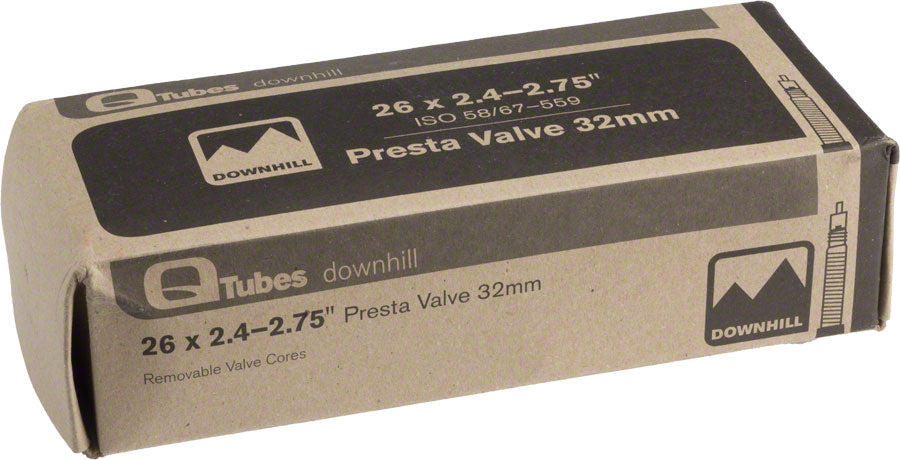 Q Tubes downhill
26 x 2.4–2.75"
ISO 58/67–559
Presta Valve 32mm
DOWNHILL
Q Tubes downhill
26 x 2.4–2.75" Presta Valve 32mm
Removable Valve Cores
DOWNHILL